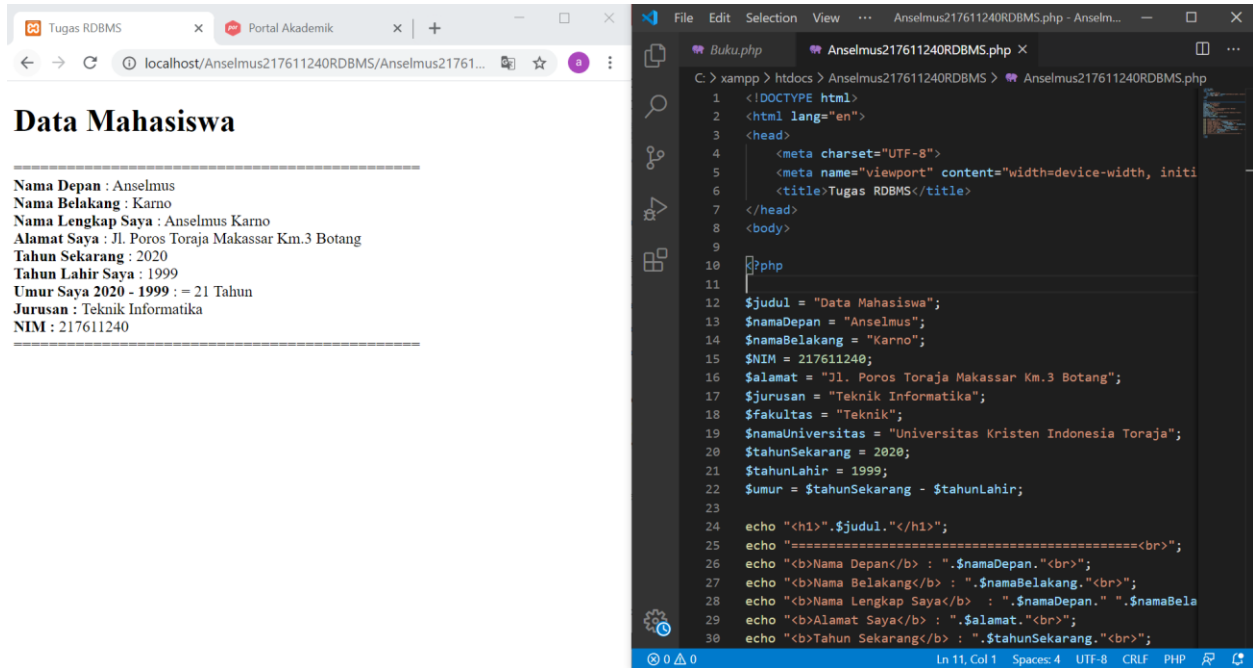 Tugas RDBMS
Portal Akademik
localhost/Anselmus217611240RDBMS/Anselmus21761...
a
Data Mahasiswa
===============================================
Nama Depan : Anselmus
Nama Belakang : Karno
Nama Lengkap Saya : Anselmus Karno
Alamat Saya : Jl. Poros Toraja Makassar Km.3 Botang
Tahun Sekarang : 2020
Tahun Lahir Saya : 1999
Umur Saya 2020 - 1999 : = 21 Tahun
Jurusan : Teknik Informatika
NIM : 217611240
===============================================
File Edit Selection View ... Anselmus217611240RDBMS.php - Anselm...
Buku.php
Anselmus217611240RDBMS.php
C: > xampp > htdocs > Anselmus217611240RDBMS > Anselmus217611240RDBMS.php
1 <!DOCTYPE html>
2 <html lang="en">
3 <head>
4 <meta charset="UTF-8">
5 <meta name="viewport" content="width=device-width, initi
6 <title>Tugas RDBMS</title>
7 </head>
8 <body>
9
10 <?php
11
12 $judul = "Data Mahasiswa";
13 $namaDepan = "Anselmus";
14 $namaBelakang = "Karno";
15 $NIM = 217611240;
16 $alamat = "Jl. Poros Toraja Makassar Km.3 Botang";
17 $jurusan = "Teknik Informatika";
18 $fakultas = "Teknik";
19 $namaUniversitas = "Universitas Kristen Indonesia Toraja";
20 $tahunSekarang = 2020;
21 $tahunLahir = 1999;
22 $umur = $tahunSekarang - $tahunLahir;
23
24 echo "<h1>".$judul."</h1>";
25 echo "===============================================<br>";
26 echo "<b>Nama Depan</b> : ".$namaDepan."<br>";
27 echo "<b>Nama Belakang</b> : ".$namaBelakang."<br>";
28 echo "<b>Nama Lengkap Saya</b>  : ".$namaDepan." ".$namaBela
29 echo "<b>Alamat Saya</b> : ".$alamat."<br>";
30 echo "<b>Tahun Sekarang</b> : ".$tahunSekarang."<br>";
0 0 Ln 11, Col 1 Spaces: 4 UTF-8 CRLF PHP